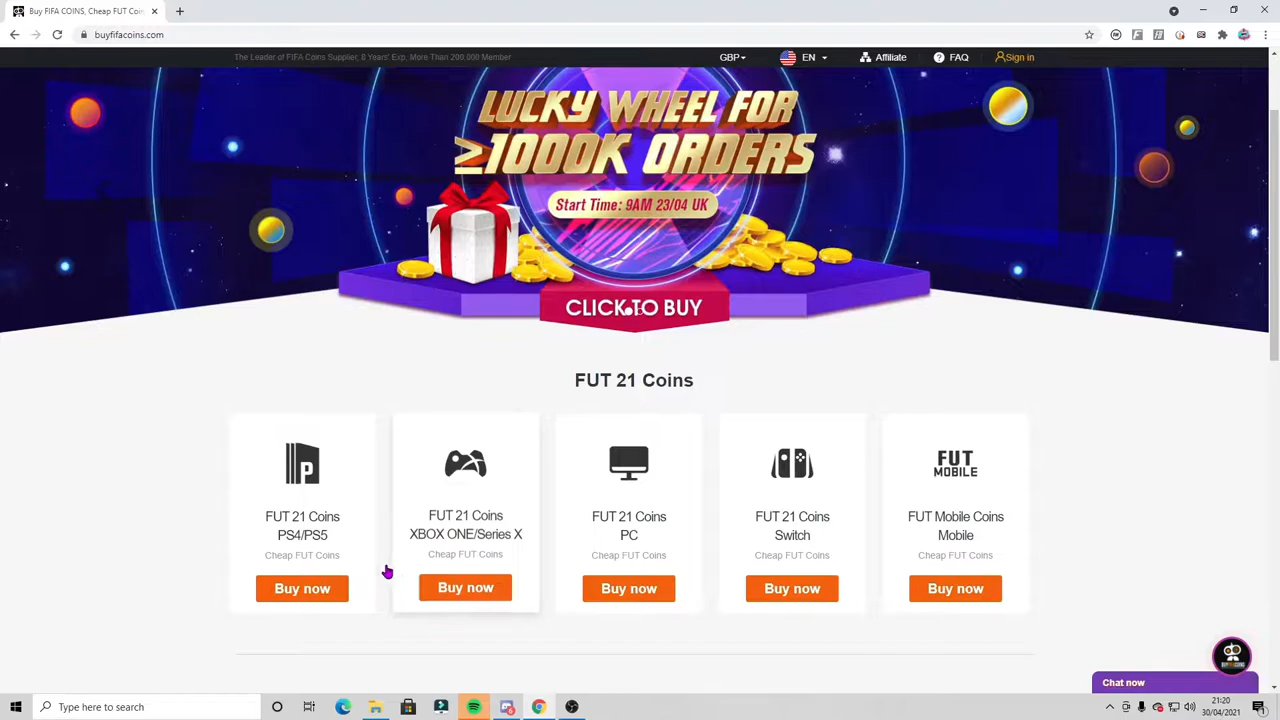 Buy FIFA COINS, Cheap FUT Coin
buyfifacoins.com
The Leader of FIFA Coins Supplier, 8 Years' Exp, More Than 299,000 Member
GBP
EN
Affiliate
FAQ
Sign in
LUCKY WHEEL FOR
≥1000K ORDERS
Start Time: 9AM 23/04 UK
CLICK TO BUY
FUT 21 Coins
P
FUT
MOBILE
FUT 21 Coins
PS4/PS5
Cheap FUT Coins
Buy now
FUT 21 Coins
XBOX ONE/Series X
Cheap FUT Coins
Buy now
FUT 21 Coins
PC
Cheap FUT Coins
Buy now
FUT 21 Coins
Switch
Cheap FUT Coins
Buy now
FUT Mobile Coins
Mobile
Cheap FUT Coins
Buy now
Chat now
Type here to search
21:20
30/04/2021